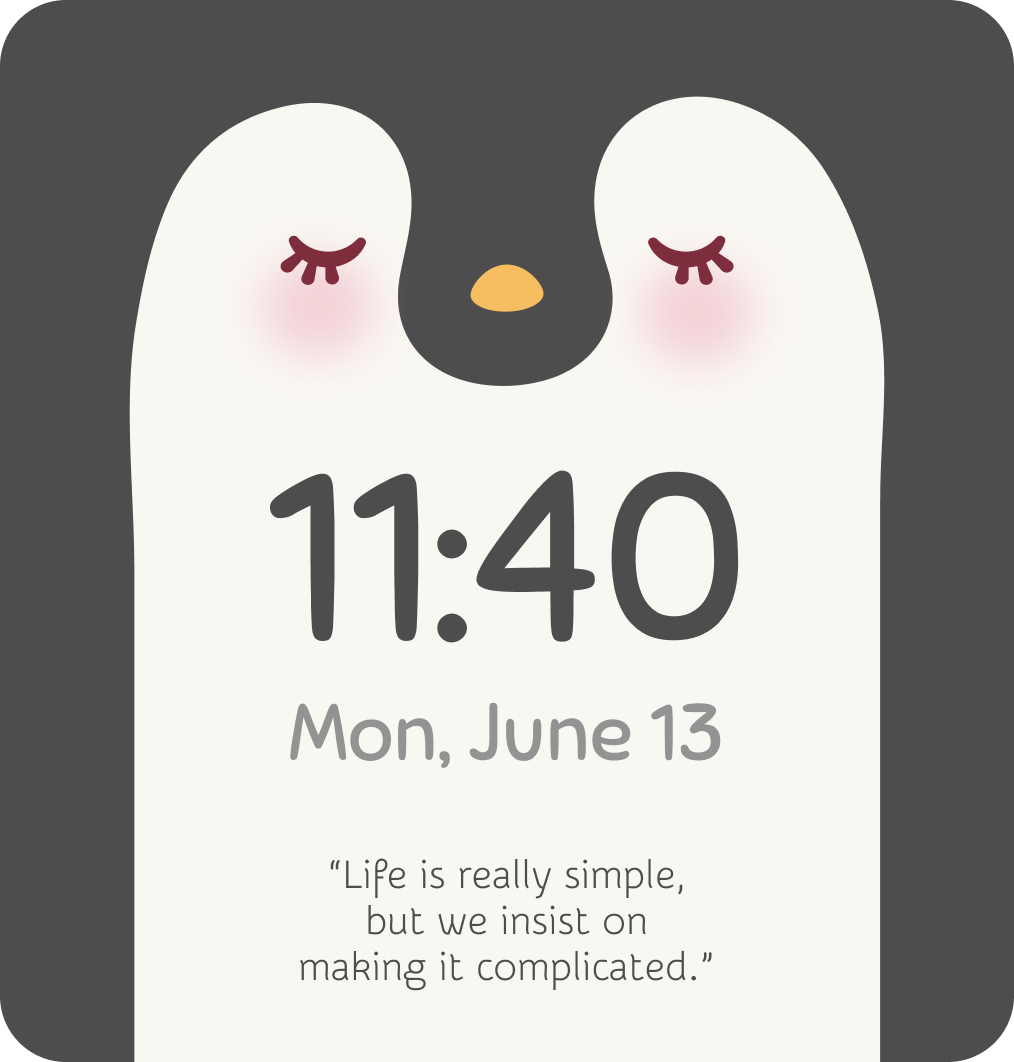 11:40
Mon, June 13
“Life is really simple,
but we insist on
making it complicated.”